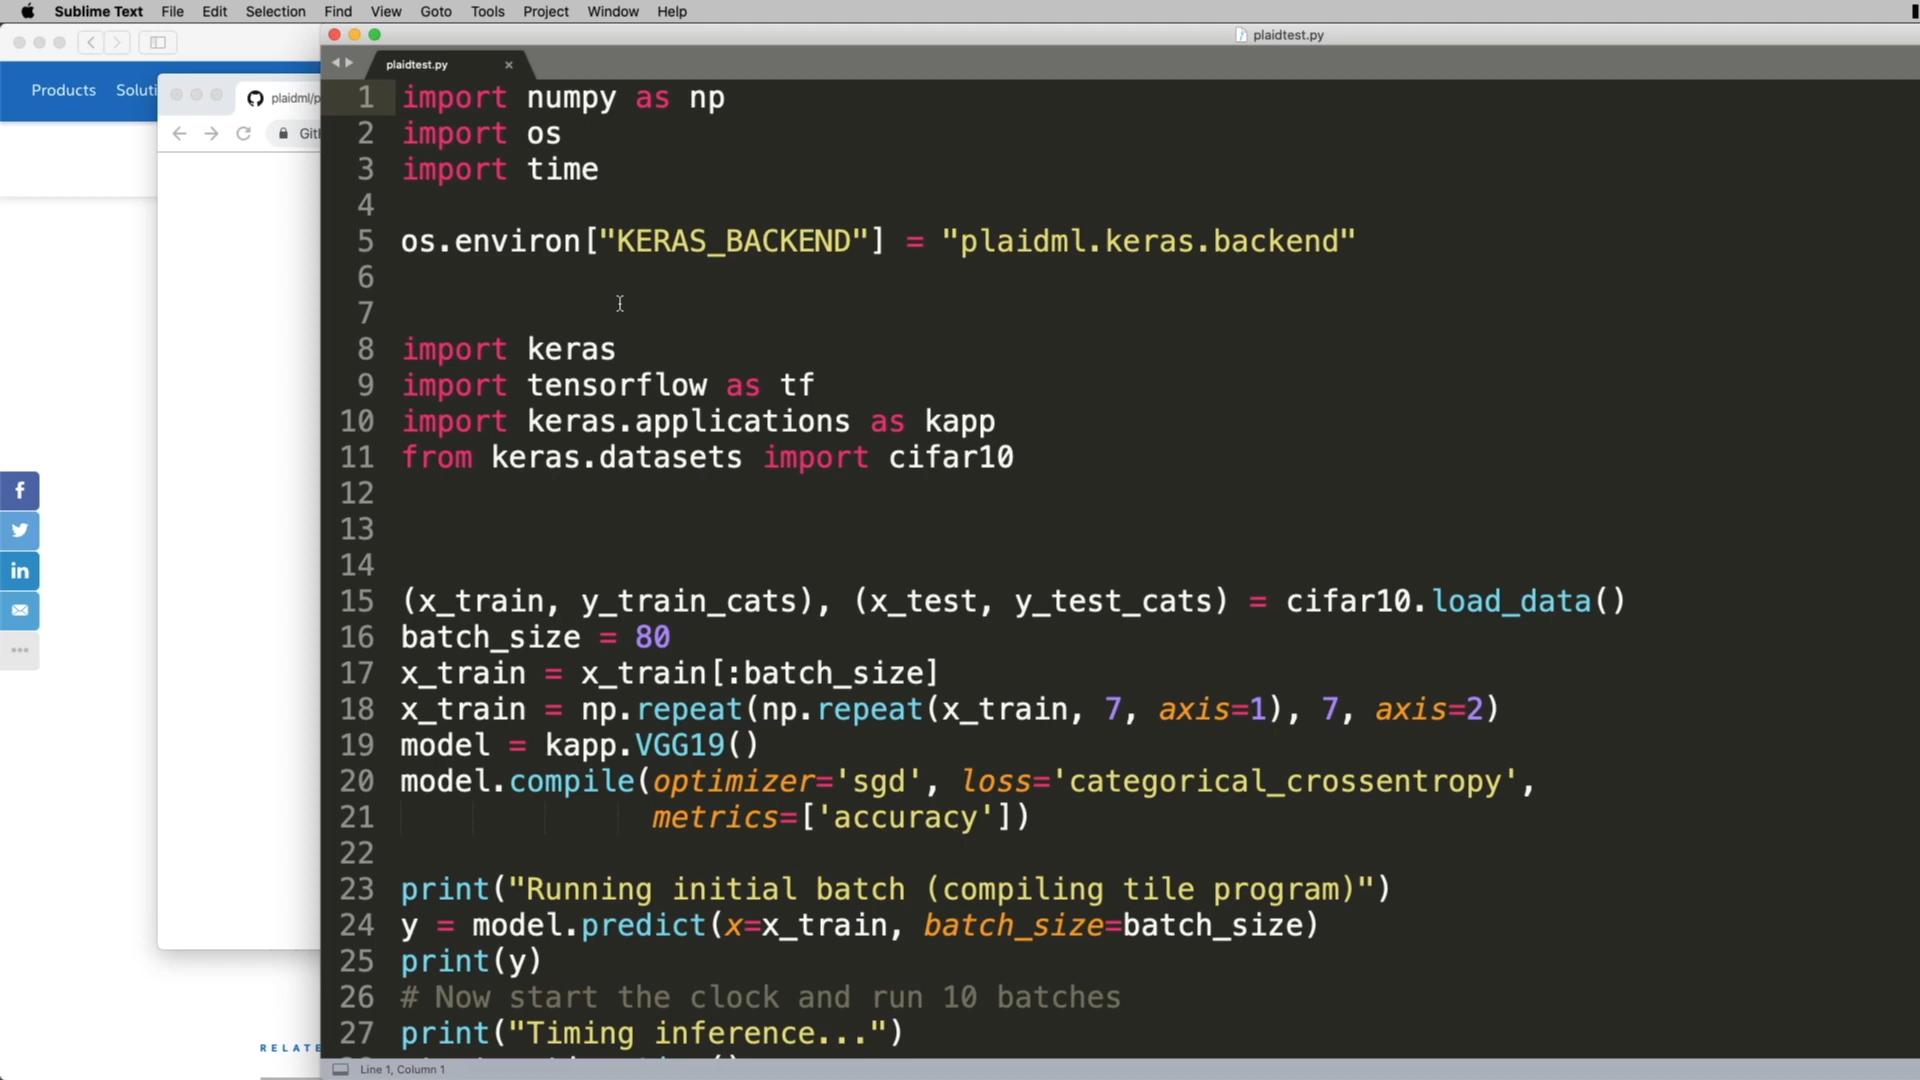 Sublime Text File Edit Selection Find View Goto Tools Project Window Help
plaidtest.py
plaidtest.py
Products
plaidml/p
1 import numpy as np
2 import os
3 import time
4
5 os.environ["KERAS_BACKEND"] = "plaidml.keras.backend"
6
7
8 import keras
9 import tensorflow as tf
10 import keras.applications as kapp
11 from keras.datasets import cifar10
12
13
14
15 (x_train, y_train_cats), (x_test, y_test_cats) = cifar10.load_data()
16 batch_size = 80
17 x_train = x_train[:batch_size]
18 x_train = np.repeat(np.repeat(x_train, 7, axis=1), 7, axis=2)
19 model = kapp.VGG19()
20 model.compile(optimizer='sgd', loss='categorical_crossentropy',
21 metrics=['accuracy'])
22
23 print("Running initial batch (compiling tile program)")
24 y = model.predict(x=x_train, batch_size=batch_size)
25 print(y)
26 # Now start the clock and run 10 batches
27 print("Timing inference...")
RELATE
Line 1, Column 1